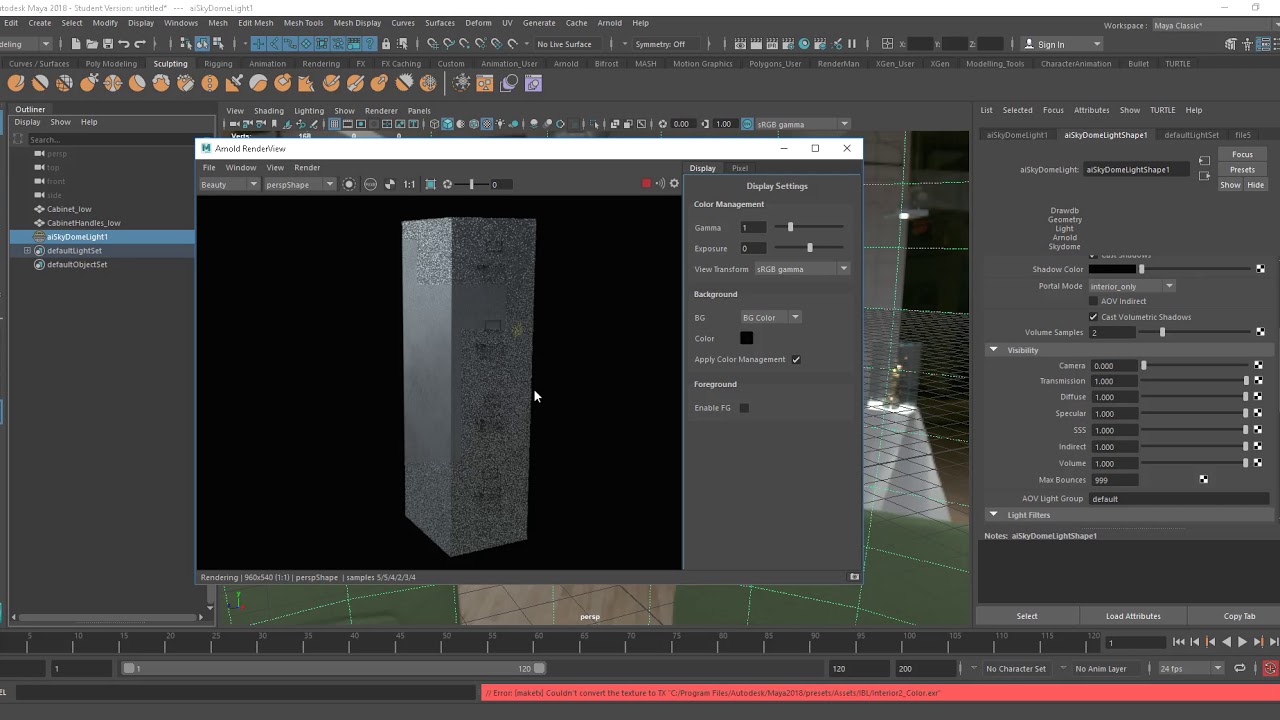 Autodesk Maya 2018 - Student Version: untitled* --- aiSkyDomeLight1
Edit Create Select Modify Display Windows Mesh Edit Mesh Mesh Tools Mesh Display Curves Surfaces Deform UV Generate Cache Arnold Help
Workspace : Maya Classic*
deling No Live Surface Symmetry: Off X: Y: Z: Sign In
Curves / Surfaces Poly Modeling Sculpting Rigging Animation Rendering FX FX Caching Custom Animation_User Arnold Bifrost MASH Motion Graphics Polygons_User RenderMan XGen_User XGen Modelling_Tools CharacterAnimation Bullet TURTLE
Outliner
Display Show Help
Search...
persp
top
front
side
Cabinet_low
CabinetHandles_low
aiSkyDomeLight1
defaultLightSet
defaultObjectSet
View Shading Lighting Show Renderer Panels
0.00 1.00 sRGB gamma
Verts: 168 0 0
Arnold RenderView
File Window View Render
Beauty perspShape 1:1 0
Display Pixel
Display Settings
Color Management
Gamma 1
Exposure 0
View Transform sRGB gamma
Background
BG BG Color
Color
Apply Color Management
Foreground
Enable FG
Rendering | 960x540 (1:1) | perspShape | samples 5/5/4/2/3/4
persp
List Selected Focus Attributes Show TURTLE Help
aiSkyDomeLight1 aiSkyDomeLightShape1 defaultLightSet file5
aiSkyDomeLight: aiSkyDomeLightShape1
Focus
Presets
Show Hide
Drawdb
Geometry
Light
Arnold
Skydome
Cast Shadows
Shadow Color
Portal Mode interior_only
AOV Indirect
Cast Volumetric Shadows
Volume Samples 2
Visibility
Camera 0.000
Transmission 1.000
Diffuse 1.000
Specular 1.000
SSS 1.000
Indirect 1.000
Volume 1.000
Max Bounces 999
AOV Light Group default
Light Filters
Notes: aiSkyDomeLightShape1
Select Load Attributes Copy Tab
5 10 15 20 25 30 35 40 45 50 55 60 65 70 75 80 85 90 95 100 105 110 115 120 1
1 1 120 120 200 No Character Set No Anim Layer 24 fps
EL // Error: [maketx] Couldn't convert the texture to TX "C:/Program Files/Autodesk/Maya2018/presets/Assets/IBL/Interior2_Color.exr"